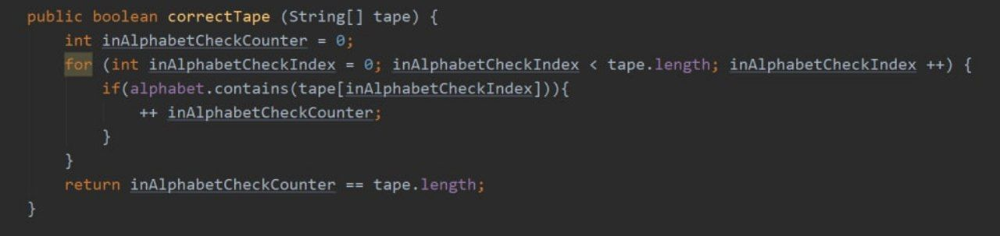 public boolean correctTape (String[] tape) {
int inAlphabetCheckCounter = 0;
for (int inAlphabetCheckIndex = 0; inAlphabetCheckIndex < tape.length; inAlphabetCheckIndex ++) {
if(alphabet.contains(tape[inAlphabetCheckIndex])){
++ inAlphabetCheckCounter;
}
}
return inAlphabetCheckCounter == tape.length;
}